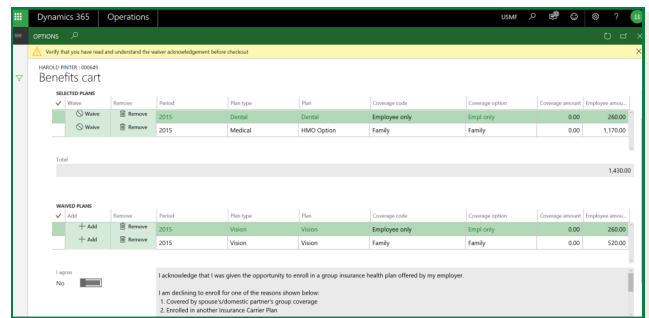 Dynamics 365 Operations USMF ?
OPTIONS
Verify that you have read and understand the waiver acknowledgement before checkout
HAROLD PINTER : 000649
Benefits cart
SELECTED PLANS
Waive Remove Period Plan type Plan Coverage code Coverage option Coverage amount Employee amou...
Waive Remove 2015 Dental Dental Employee only Empl only 0.00 260.00
Waive Remove 2015 Medical HMO Option Family Family 0.00 1,170.00
Total
1,430.00
WAIVED PLANS
Add Remove Period Plan type Plan Coverage code Coverage option Coverage amount Employee amou...
+ Add Remove 2015 Vision Vision Employee only Empl only 0.00 260.00
+ Add Remove 2015 Vision Vision Family Family 0.00 520.00
I agree
No
I acknowledge that I was given the opportunity to enroll in a group insurance health plan offered by my employer.
I am declining to enroll for one of the reasons shown below:
1. Covered by spouse's/domestic partner's group coverage
2. Enrolled in another Insurance Carrier Plan